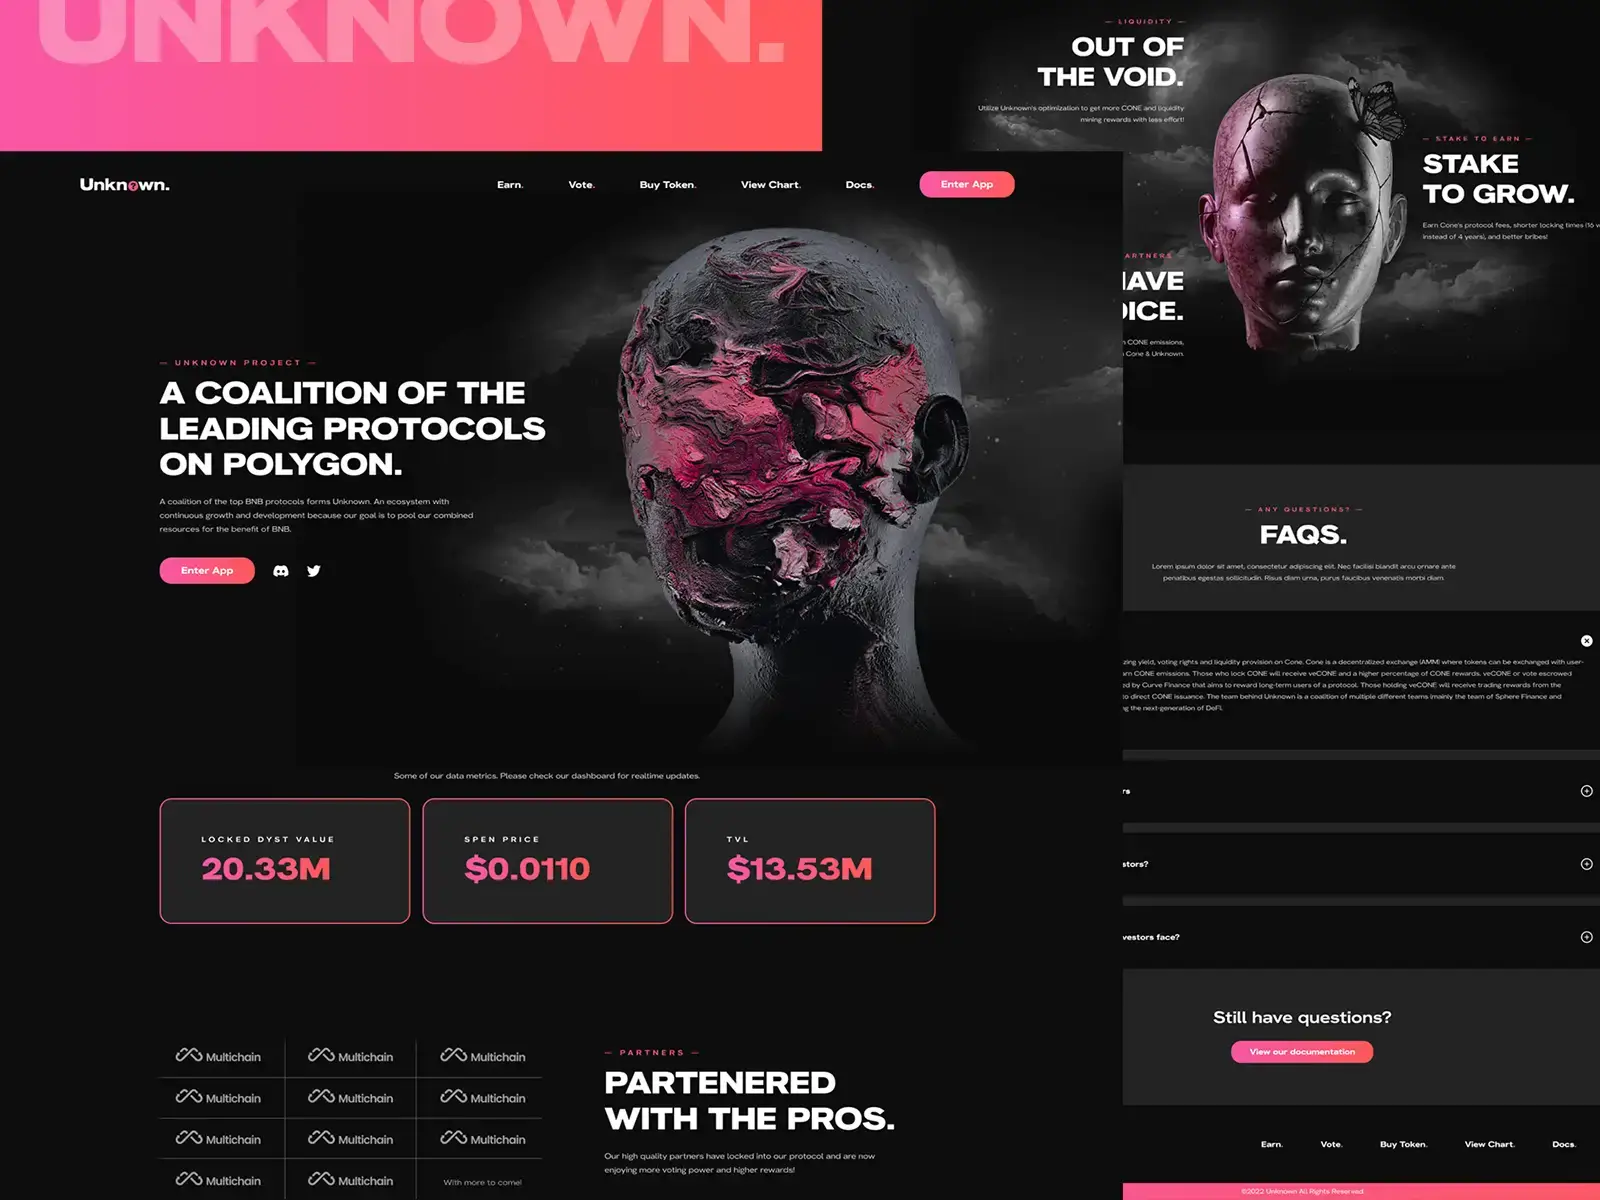 UNKNOWN.
Unknown.
Earn.
Vote.
Buy Token.
View Chart.
Docs.
Enter App
— UNKNOWN PROJECT —
A COALITION OF THE
LEADING PROTOCOLS
ON POLYGON.
A coalition of the top BNB protocols forms Unknown. An ecosystem with
continuous growth and development because our goal is to pool our combined
resources for the benefit of BNB.
Enter App
Some of our data metrics. Please check our dashboard for realtime updates.
LOCKED DYST VALUE
20.33M
SPEN PRICE
$0.0110
TVL
$13.53M
Multichain
Multichain
Multichain
Multichain
Multichain
Multichain
Multichain
Multichain
Multichain
Multichain
Multichain
With more to come!
— PARTNERS —
PARTENERED
WITH THE PROS.
Our high quality partners have locked into our protocol and are now
enjoying more voting power and higher rewards!
— LIQUIDITY —
OUT OF
THE VOID.
Utilize Unknown's optimization to get more CONE and liquidity
mining rewards with less effort!
— STAKE TO EARN —
STAKE
TO GROW.
Earn Cone's protocol fees, shorter locking times (16 w
instead of 4 years), and better bribes!
ARTNERS —
HAVE
OICE.
CONE emissions,
Cone & Unknown.
— ANY QUESTIONS? —
FAQS.
Lorem ipsum dolor sit amet, consectetur adipiscing elit. Nec facilisi blandit arcu ornare ante
penatibus egestas sollicitudin. Risus diam urna, purus faucibus venenatis morbi diam.
zing yield, voting rights and liquidity provision on Cone. Cone is a decentralized exchange (AMM) where tokens can be exchanged with user-
rn CONE emissions. Those who lock CONE will receive veCONE and a higher percentage of CONE rewards. veCONE or vote escrowed
ed by Curve Finance that aims to reward long-term users of a protocol. Those holding veCONE will receive trading rewards from the
to direct CONE issuance. The team behind Unknown is a coalition of multiple different teams (mainly the team of Sphere Finance and
ng the next-generation of DeFi.
rs
stors?
vestors face?
Still have questions?
View our documentation
Earn.
Vote.
Buy Token.
View Chart.
Docs.
©2022 Unknown All Rights Reserved.